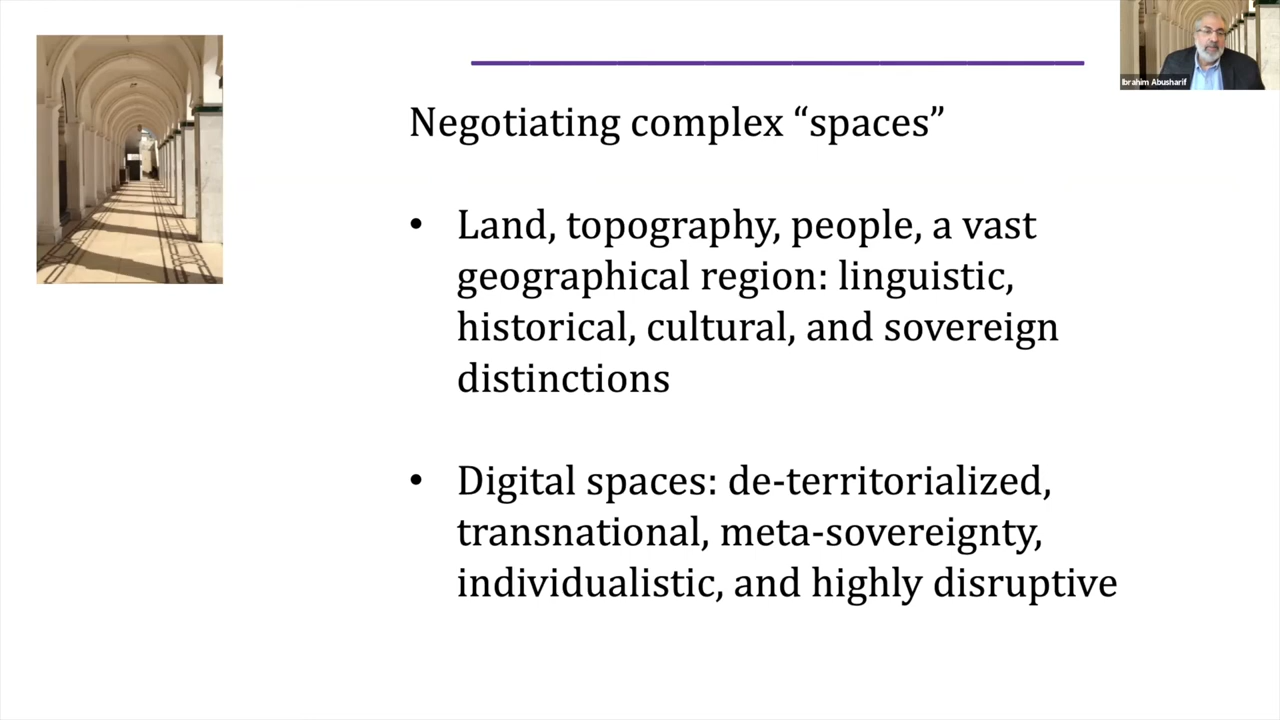 Ibrahim Abusharif
Negotiating complex “spaces”
• Land, topography, people, a vast
geographical region: linguistic,
historical, cultural, and sovereign
distinctions
• Digital spaces: de-territorialized,
transnational, meta-sovereignty,
individualistic, and highly disruptive